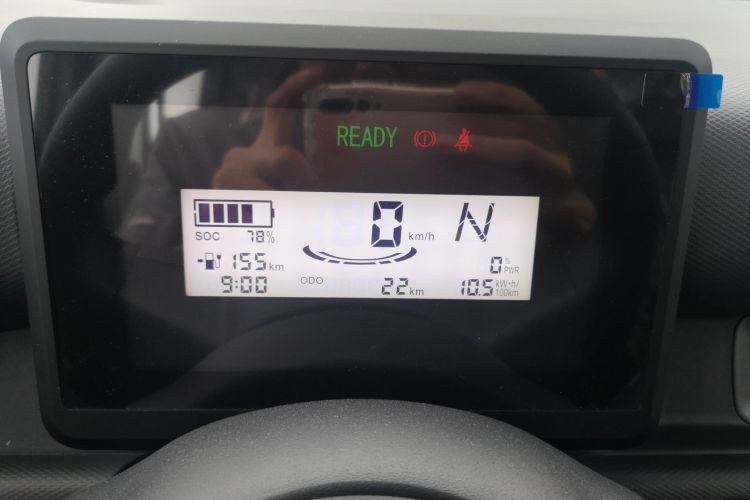 READY
0 km/h N
SOC 78%
155 km
0 % PWR
9:00 ODO 22 km 10.5 kW·h/100km